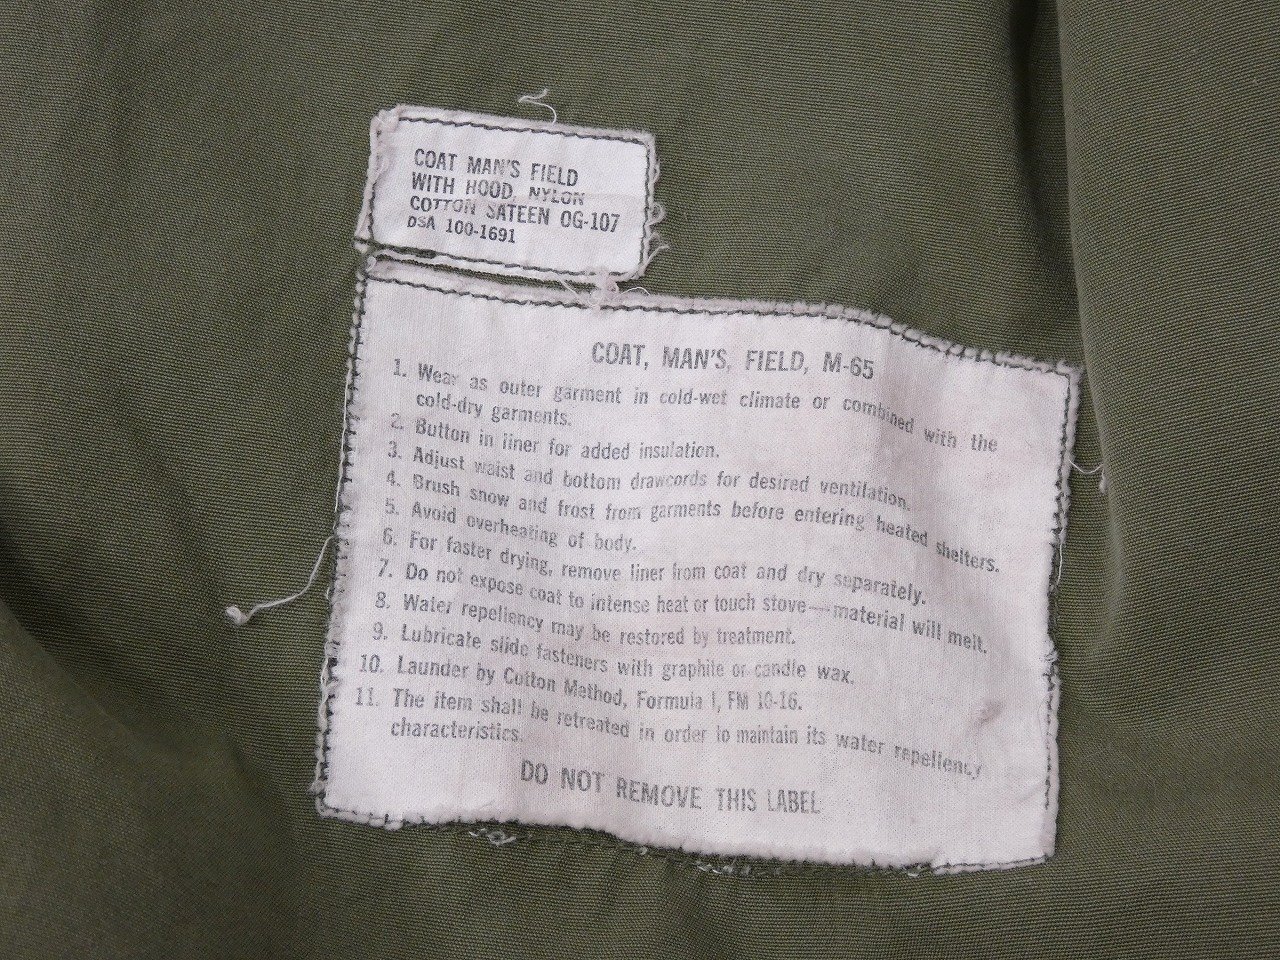 COAT MAN'S FIELD
WITH HOOD, NYLON
COTTON SATEEN OG-107
DSA 100-1691
COAT, MAN'S, FIELD, M-65
1. Wear as outer garment in cold-wet climate or combined with the
cold-dry garments.
2. Button in liner for added insulation.
3. Adjust waist and bottom drawcords for desired ventilation.
4. Brush snow and frost from garments before entering heated shelters.
5. Avoid overheating of body.
6. For faster drying, remove liner from coat and dry separately.
7. Do not expose coat to intense heat or touch stove—material will melt.
8. Water repellency may be restored by treatment.
9. Lubricate slide fasteners with graphite or candle wax.
10. Launder by Cotton Method, Formula I, FM 10-16.
11. The item shall be retreated in order to maintain its water repellency
characteristics.
DO NOT REMOVE THIS LABEL